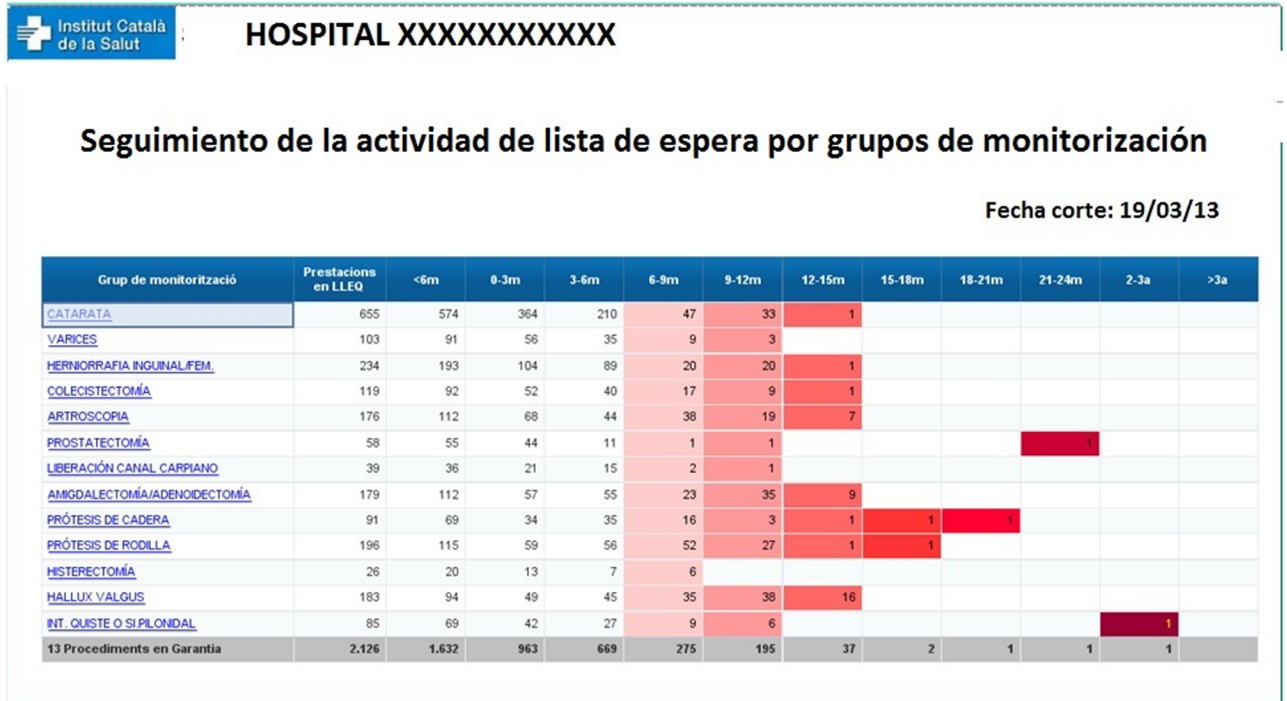 Institut Català
de la Salut
HOSPITAL XXXXXXXXXXX
Seguimiento de la actividad de lista de espera por grupos de monitorización
Fecha corte: 19/03/13
Grup de monitorització Prestacions en LLEQ <6m 0-3m 3-6m 6-9m 9-12m 12-15m 15-18m 18-21m 21-24m 2-3a >3a
CATARATA 655 574 364 210 47 33 1
VARICES 103 91 56 35 9 3
HERNIORRAFIA INGUINAL/FEM. 234 193 104 89 20 20 1
COLECISTECTOMÍA 119 92 52 40 17 9 1
ARTROSCOPIA 176 112 68 44 38 19 7
PROSTATECTOMÍA 58 55 44 11 1 1 1
LIBERACIÓN CANAL CARPIANO 39 36 21 15 2 1
AMIGDALECTOMÍA/ADENOIDECTOMÍA 179 112 57 55 23 35 9
PRÓTESIS DE CADERA 91 69 34 35 16 3 1 1 1
PRÓTESIS DE RODILLA 196 115 59 56 52 27 1 1
HISTERECTOMÍA 26 20 13 7 6
HALLUX VALGUS 183 94 49 45 35 38 16
INT. QUISTE O SI.PILONIDAL 85 69 42 27 9 6 1
13 Procediments en Garantia 2.126 1.632 963 669 275 195 37 2 1 1 1